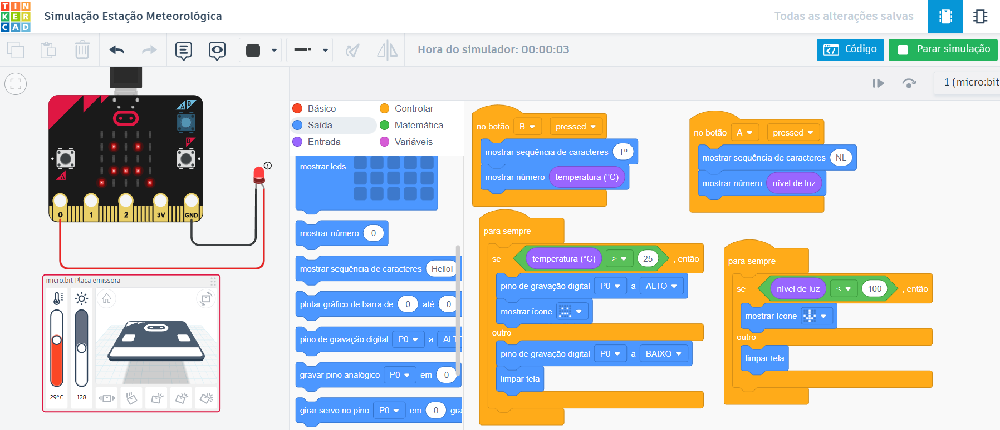 TIN
KER
CAD
Simulação Estação Meteorológica
Todas as alterações salvas
Hora do simulador: 00:00:03
Código
Parar simulação
1 (micro:bit
A B
B
A
0 1 2 3V GND
micro:bit Placa emissora
29°C 128
Básico
Controlar
Saída
Matemática
Entrada
Variáveis
mostrar leds
mostrar número 0
mostrar sequência de caracteres Hello!
plotar gráfico de barra de 0 até 0
pino de gravação digital P0 a ALTO
gravar pino analógico P0 em 0
girar servo no pino P0 em 0 gra
no botão B pressed
mostrar sequência de caracteres Tº
mostrar número temperatura (°C)
no botão A pressed
mostrar sequência de caracteres NL
mostrar número nível de luz
para sempre
se temperatura (°C) > 25 , então
pino de gravação digital P0 a ALTO
mostrar ícone
outro
pino de gravação digital P0 a BAIXO
limpar tela
para sempre
se nível de luz < 100 , então
mostrar ícone
outro
limpar tela